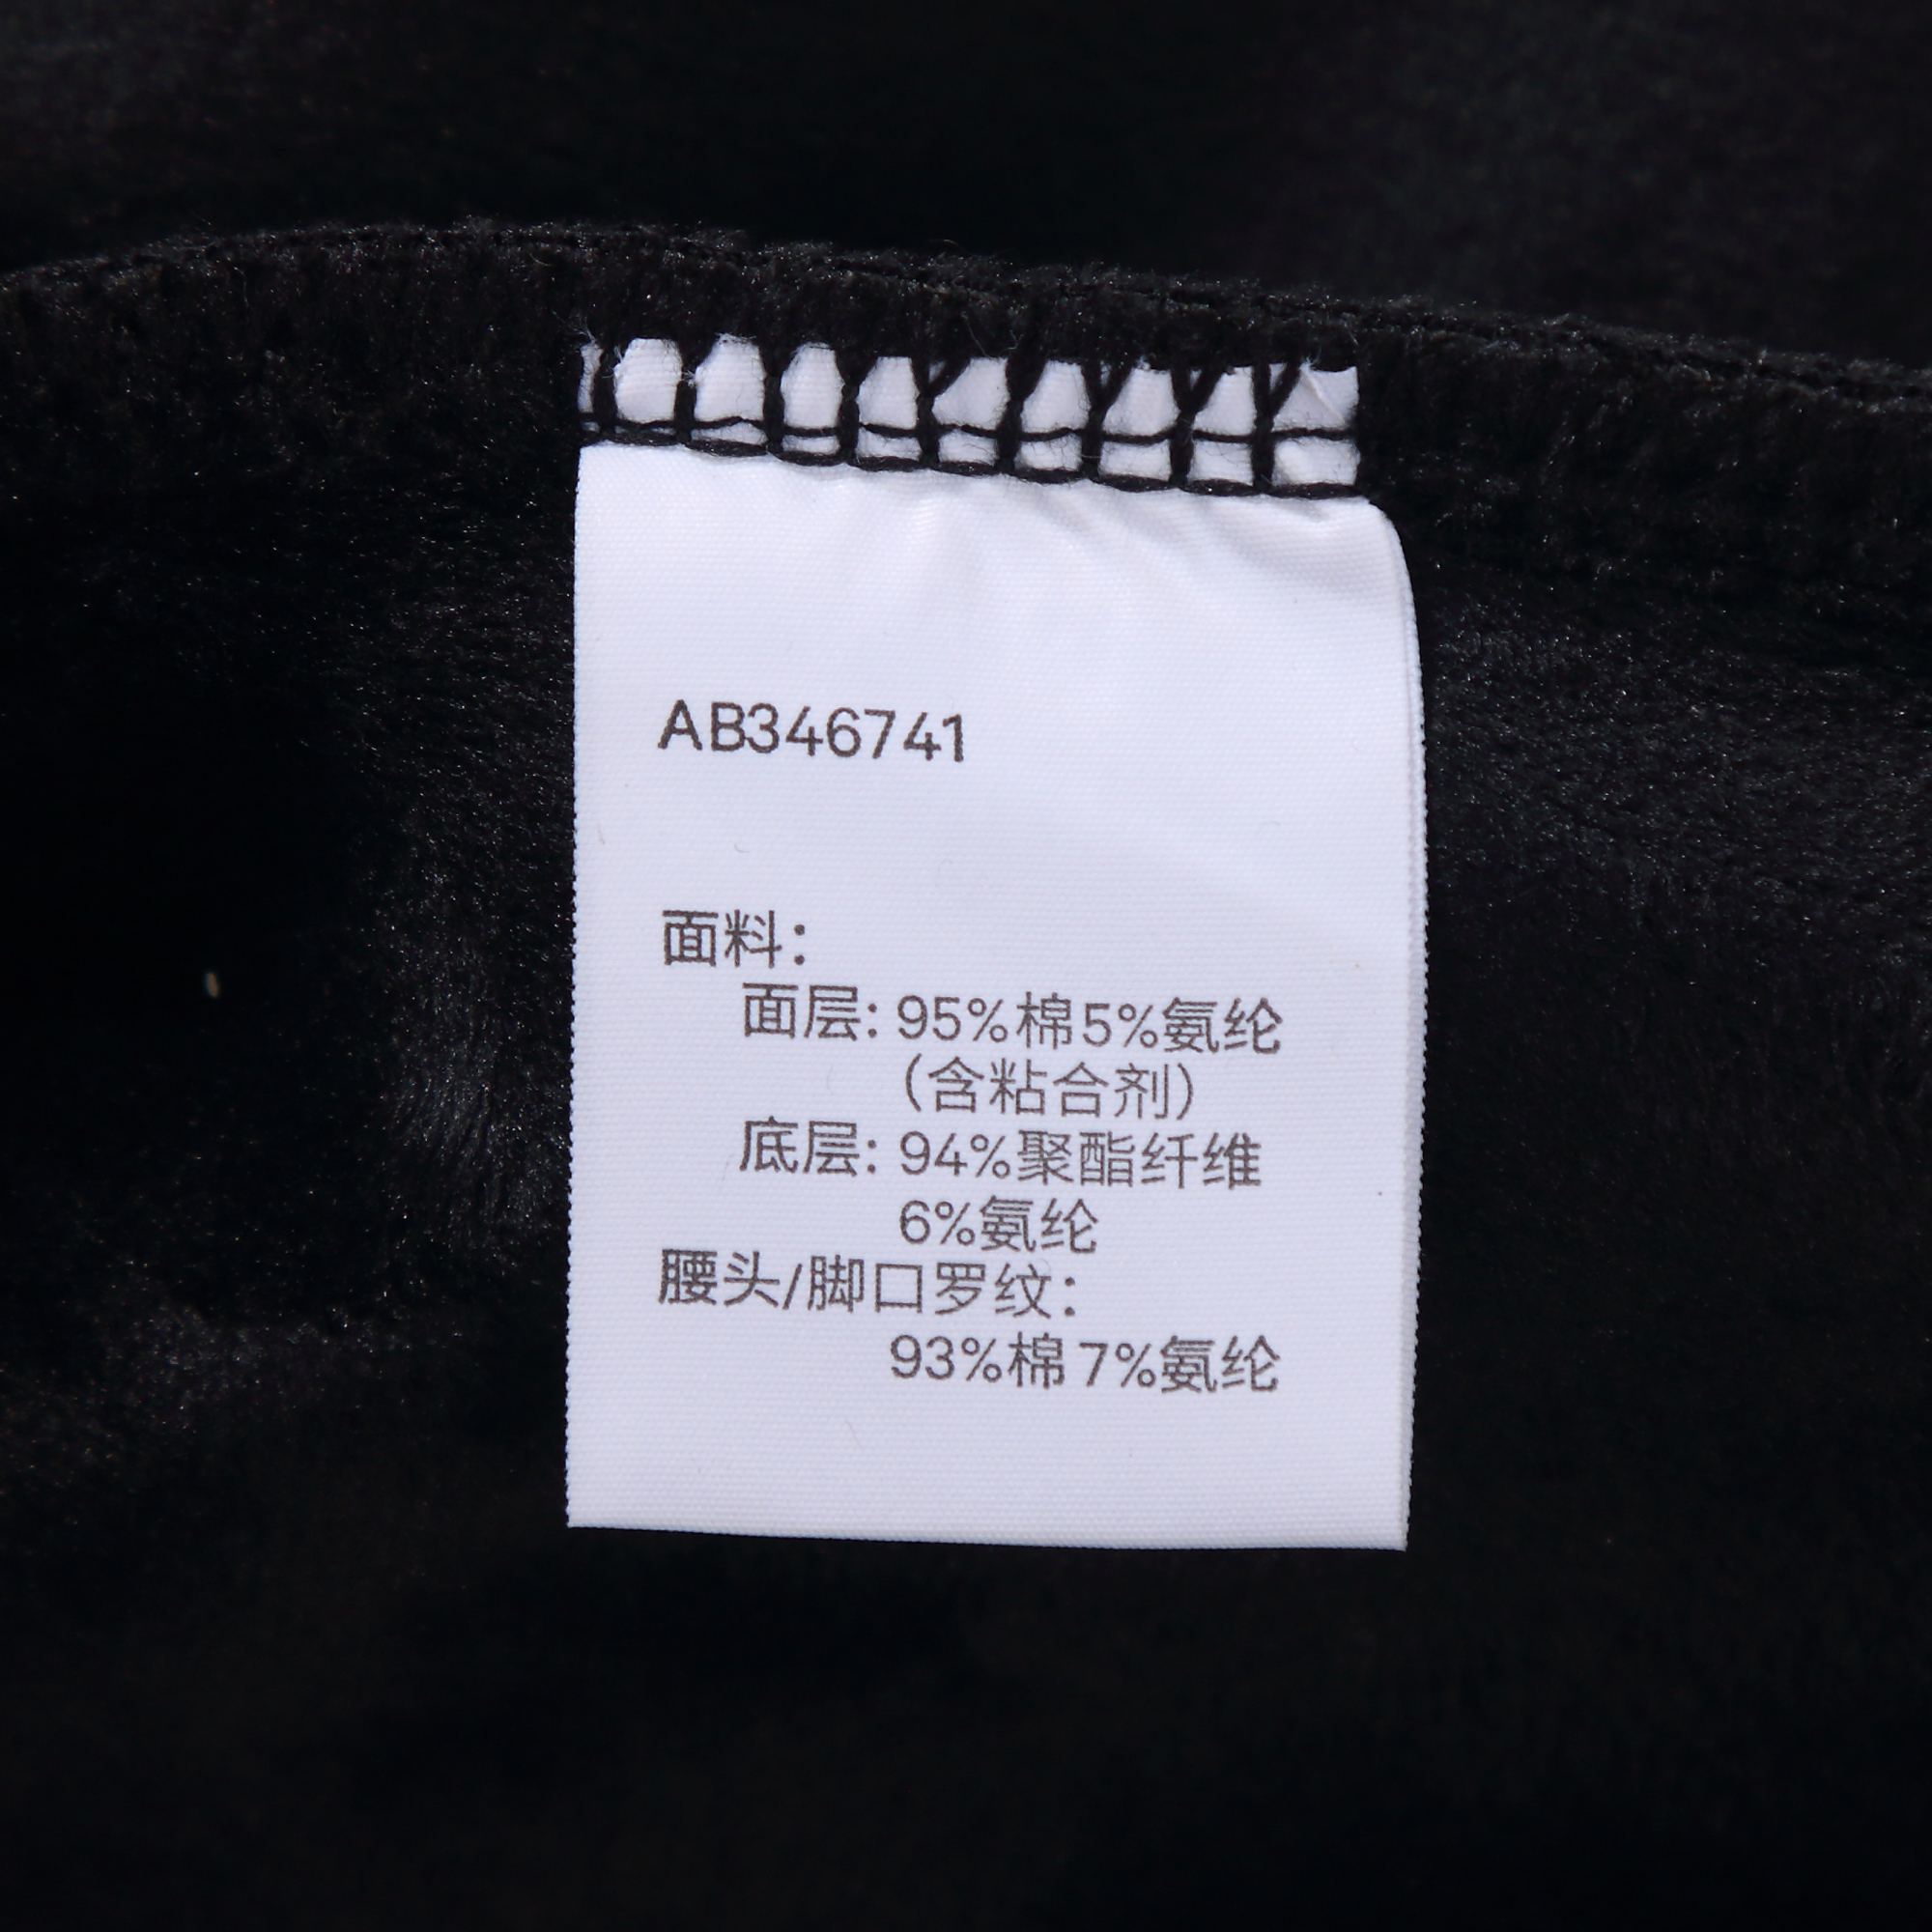 AB346741
面料：
面层: 95%棉5%氨纶
（含粘合剂）
底层: 94%聚酯纤维
6%氨纶
腰头/脚口罗纹：
93%棉7%氨纶